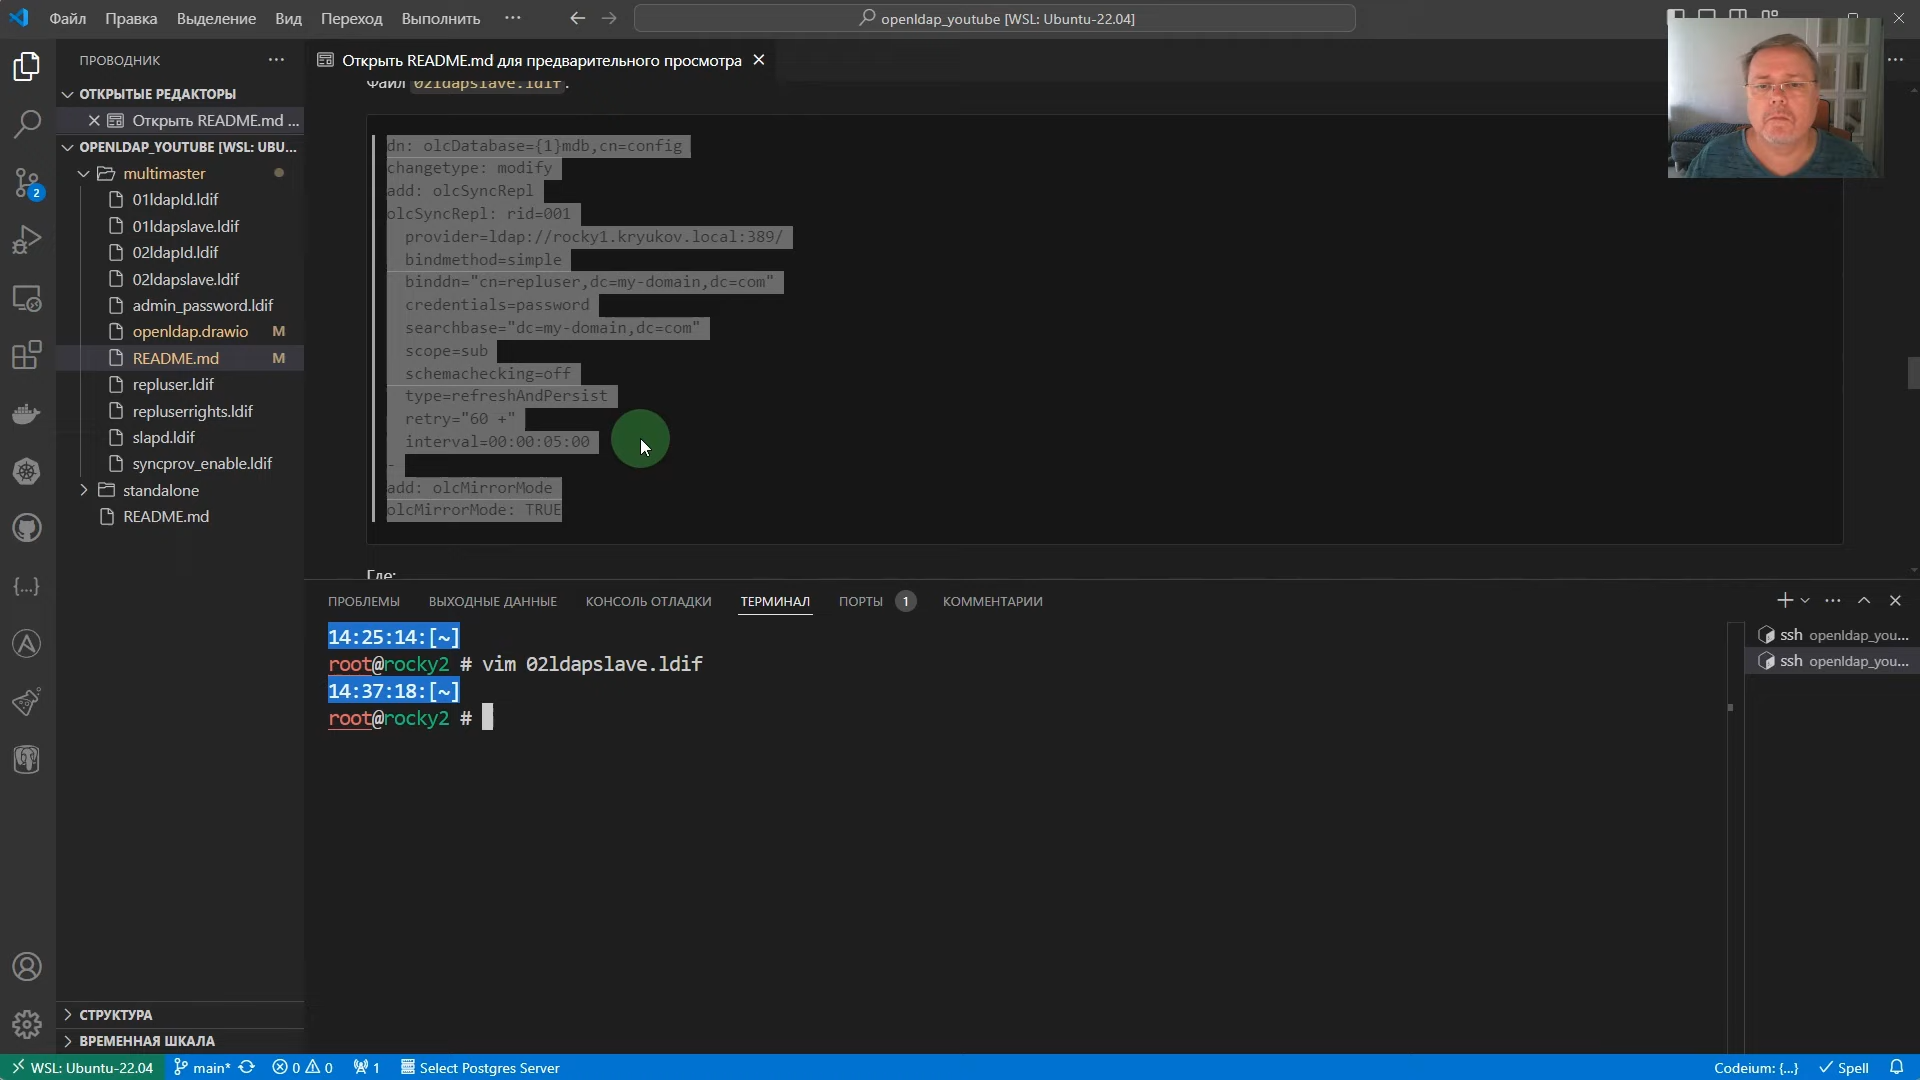 Файл Правка Выделение Вид Переход Выполнить ...
openldap_youtube [WSL: Ubuntu-22.04]
ПРОВОДНИК
Открыть README.md для предварительного просмотра
ОТКРЫТЫЕ РЕДАКТОРЫ
Открыть README.md ...
OPENLDAP_YOUTUBE [WSL: UBU...
multimaster
01ldapId.ldif
01ldapslave.ldif
02ldapId.ldif
02ldapslave.ldif
admin_password.ldif
openldap.drawio M
README.md M
repluser.ldif
repluserrights.ldif
slapd.ldif
syncprov_enable.ldif
standalone
README.md
2
СТРУКТУРА
ВРЕМЕННАЯ ШКАЛА
Файл 02ldapslave.ldif.
dn: olcDatabase={1}mdb,cn=config
changetype: modify
add: olcSyncRepl
olcSyncRepl: rid=001
provider=ldap://rocky1.kryukov.local:389/
bindmethod=simple
binddn="cn=repluser,dc=my-domain,dc=com"
credentials=password
searchbase="dc=my-domain,dc=com"
scope=sub
schemachecking=off
type=refreshAndPersist
retry="60 +"
interval=00:00:05:00
-
add: olcMirrorMode
olcMirrorMode: TRUE
Где:
ПРОБЛЕМЫ ВЫХОДНЫЕ ДАННЫЕ КОНСОЛЬ ОТЛАДКИ ТЕРМИНАЛ ПОРТЫ 1 КОММЕНТАРИИ
14:25:14:[~]
root@rocky2 # vim 02ldapslave.ldif
14:37:18:[~]
root@rocky2 #
ssh openldap_you...
ssh openldap_you...
WSL: Ubuntu-22.04 main* 0 0 1 Select Postgres Server Codeium: {...} Spell